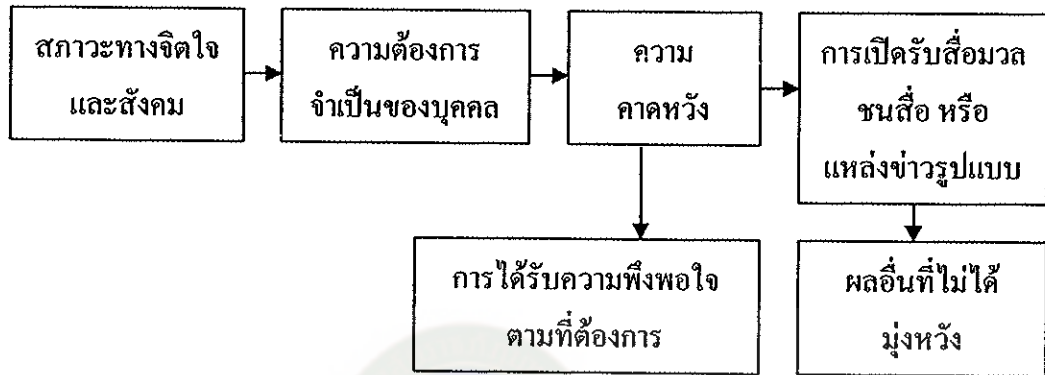 สภาวะทางจิตใจ
และสังคม
ความต้องการ
จำเป็นของบุคคล
ความ
คาดหวัง
การเปิดรับสื่อมวล
ชนสื่อ หรือ
แหล่งข่าวรูปแบบ
การได้รับความพึงพอใจ
ตามที่ต้องการ
ผลอื่นที่ไม่ได้
มุ่งหวัง